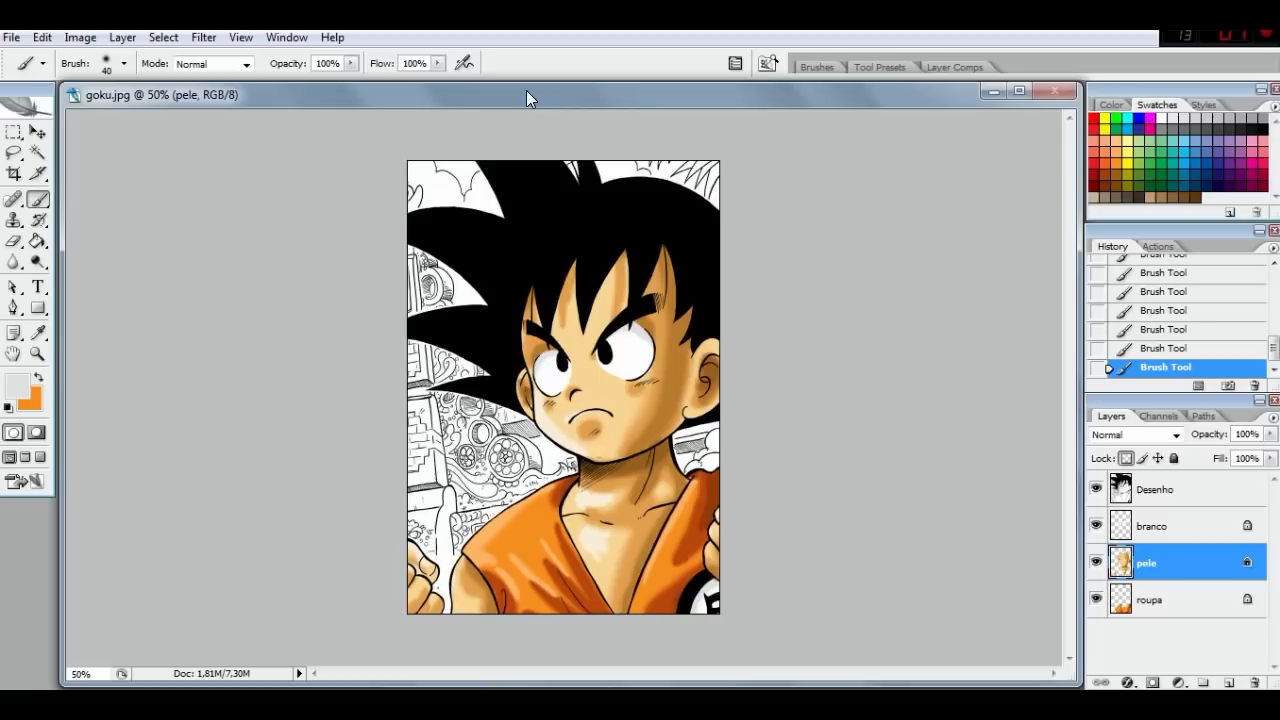 13
File Edit Image Layer Select Filter View Window Help
Brush: 40 Mode: Normal Opacity: 100% Flow: 100%
Brushes Tool Presets Layer Comps
goku.jpg @ 50% (pele, RGB/8)
Color Swatches Styles
History Actions
Brush Tool
Brush Tool
Brush Tool
Brush Tool
Brush Tool
Brush Tool
Brush Tool
Layers Channels Paths
Normal Opacity: 100%
Lock: Fill: 100%
Desenho
branco
pele
roupa
50% Doc: 1,81M/7,30M